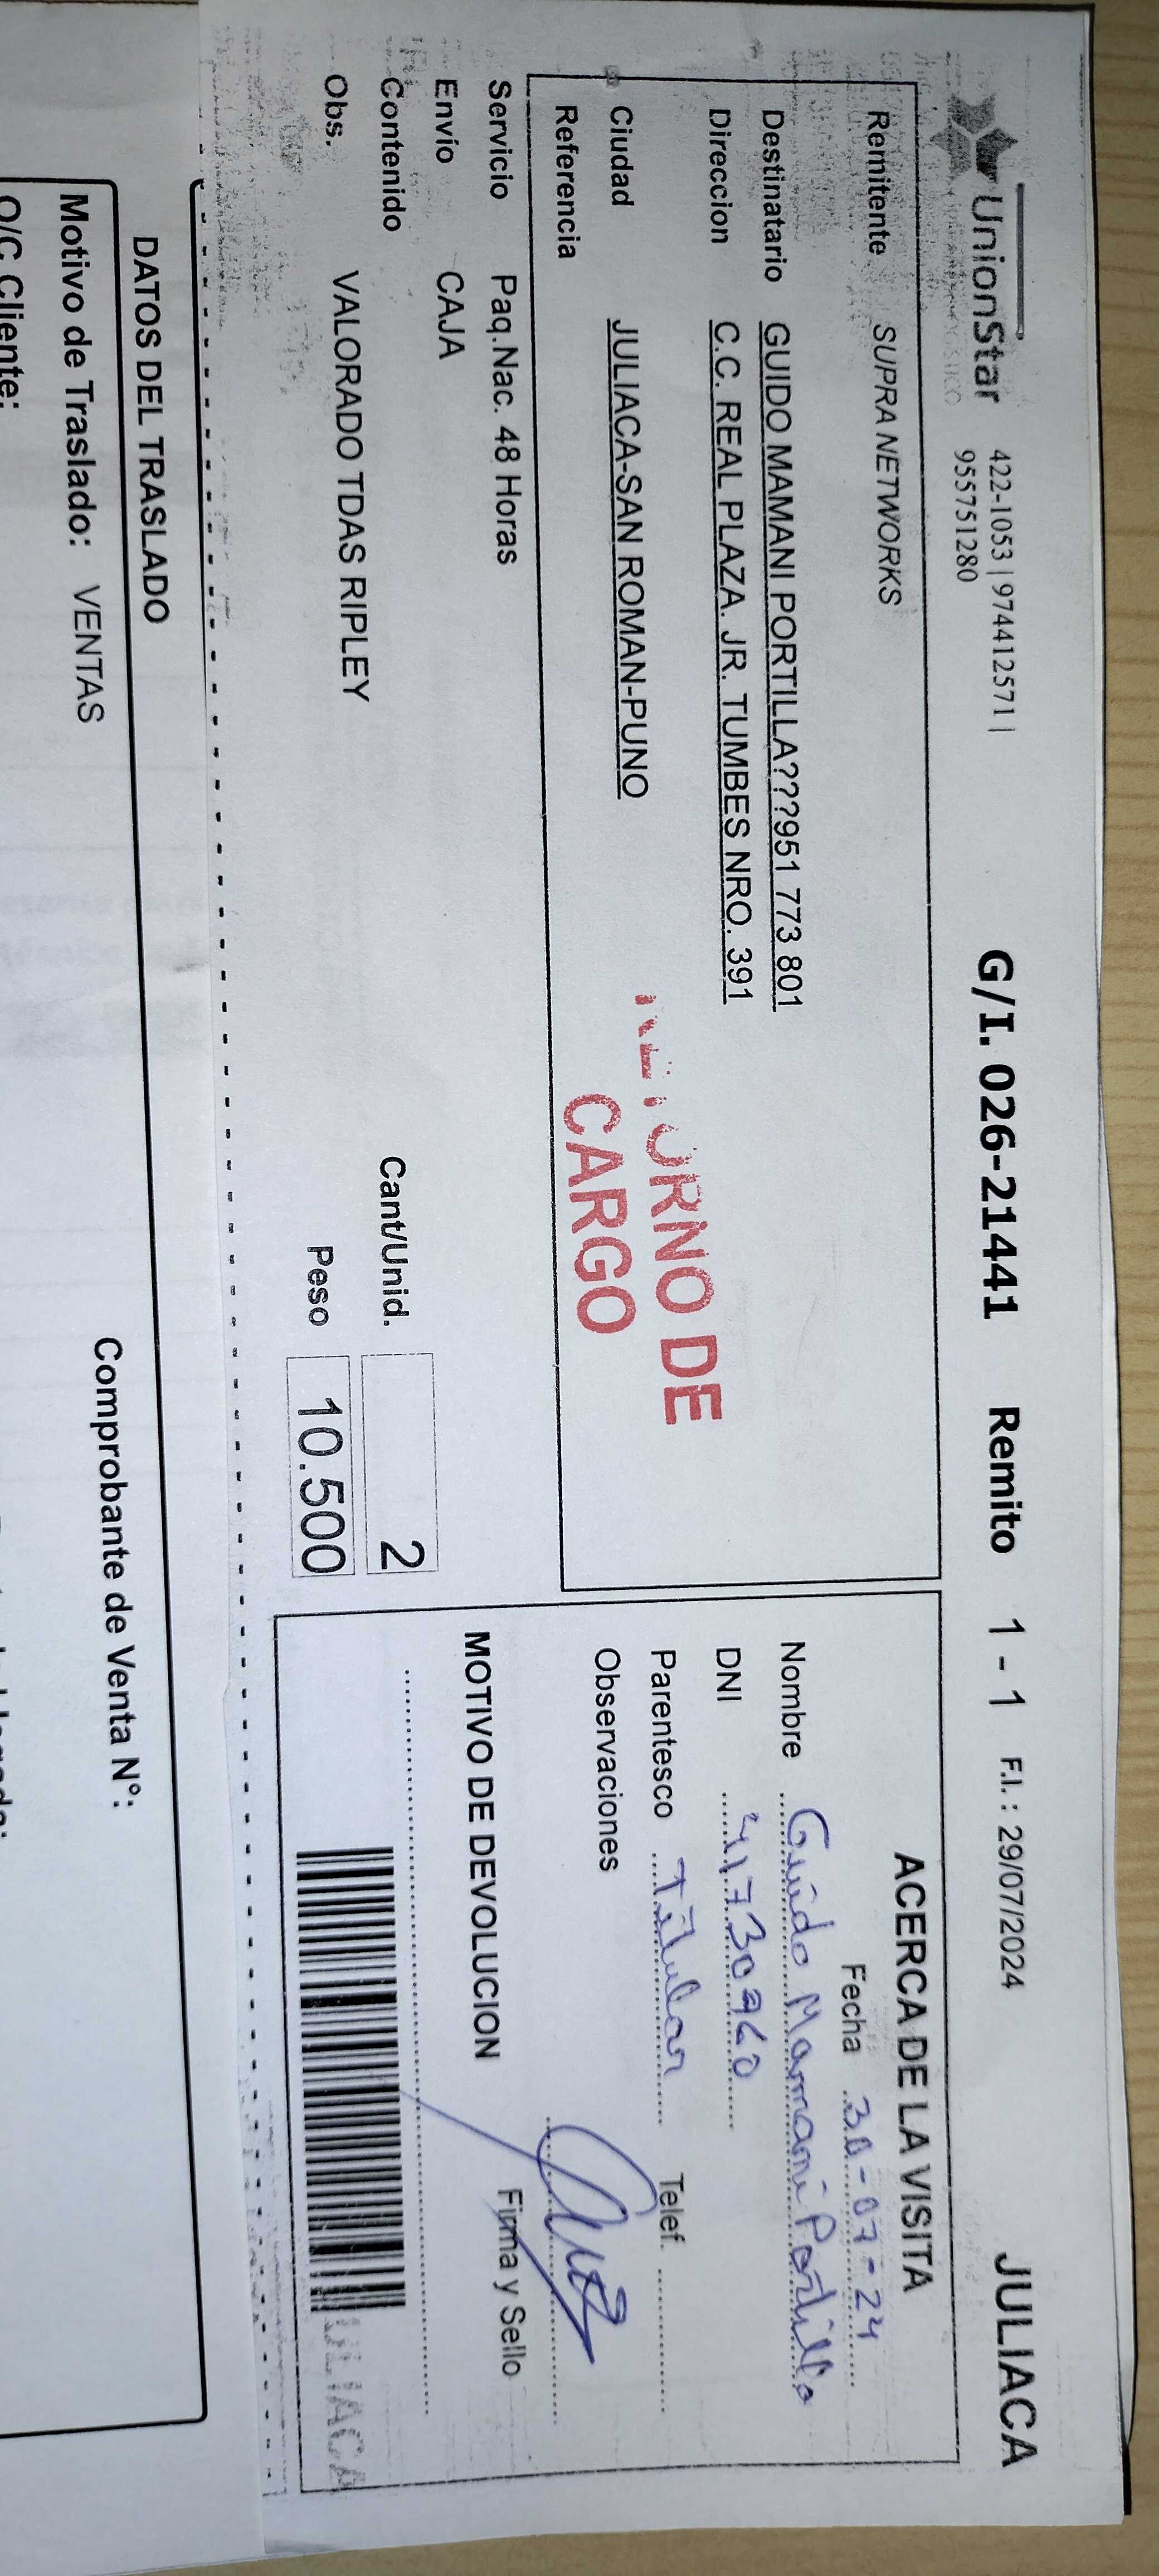 UnionStar 422-1053 | 974412571 |
955751280
G/I. 026-21441 Remito 1 - 1 F.I. : 29/07/2024 JULIACA
Remitente SUPRA NETWORKS
Destinatario GUIDO MAMANI PORTILLA???951 773 801
Direccion C.C. REAL PLAZA. JR. TUMBES NRO. 391
Ciudad JULIACA-SAN ROMAN-PUNO
Referencia
RETORNO DE
CARGO
Servicio Paq.Nac. 48 Horas
Envio CAJA
Contenido
Cant/Unid. 2
Obs. VALORADO TDAS RIPLEY
Peso 10.500
ACERCA DE LA VISITA
Fecha 30-07-24
Nombre Guido Mamani Portilla
DNI
Parentesco Titular Telef.
Observaciones
Firma y Sello
MOTIVO DE DEVOLUCION
JULIACA
DATOS DEL TRASLADO
Motivo de Traslado: VENTAS
Comprobante de Venta N°:
O/C Cliente: